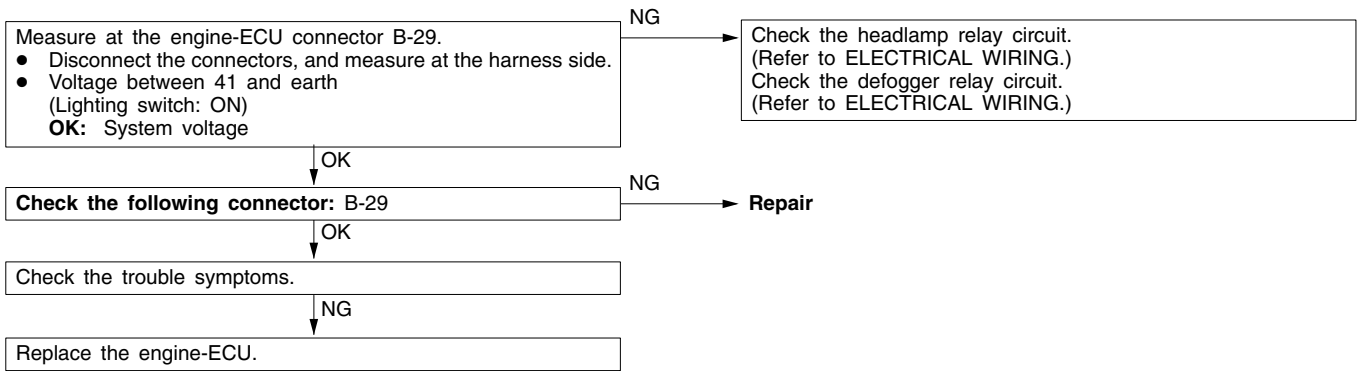 Measure at the engine-ECU connector B-29.
● Disconnect the connectors, and measure at the harness side.
● Voltage between 41 and earth
(Lighting switch: ON)
OK: System voltage
NG
Check the headlamp relay circuit.
(Refer to ELECTRICAL WIRING.)
Check the defogger relay circuit.
(Refer to ELECTRICAL WIRING.)
OK
Check the following connector: B-29
NG
Repair
OK
Check the trouble symptoms.
NG
Replace the engine-ECU.